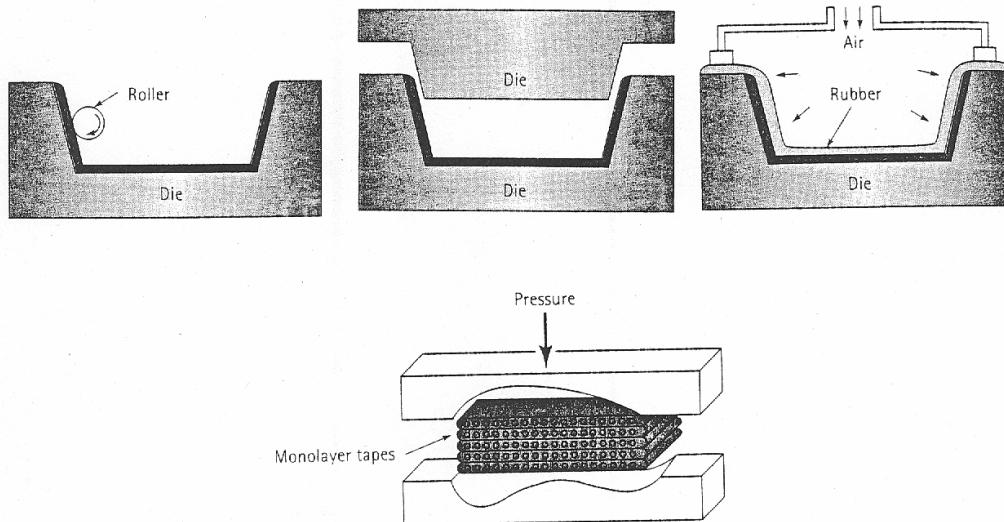 Roller
Die
Die
Die
Air
Rubber
Die
Pressure
Monolayer tapes